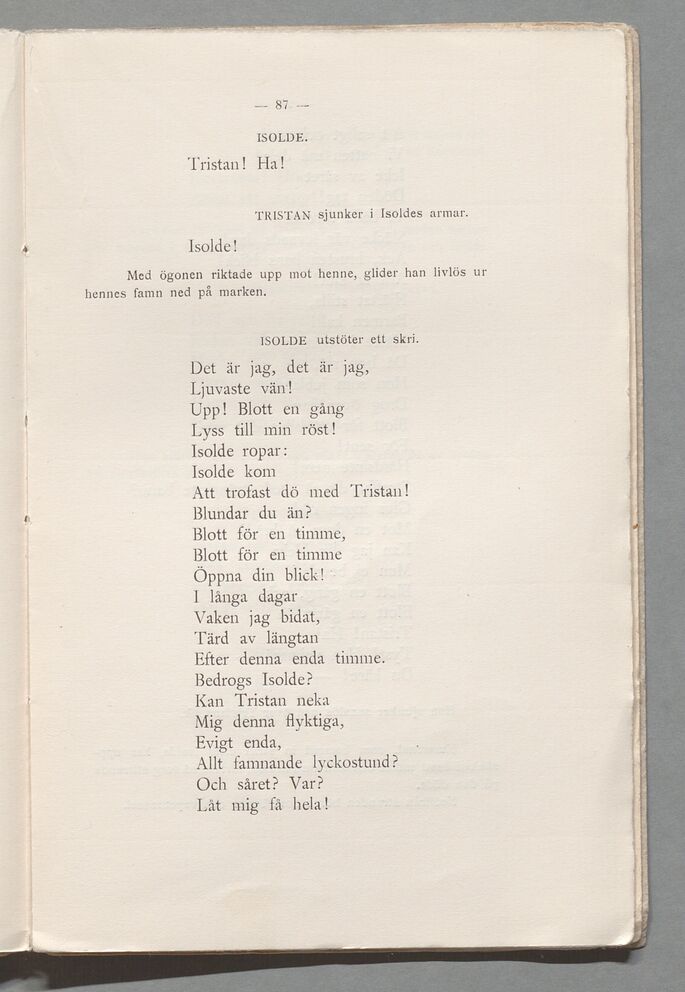 — 87 —
ISOLDE.
Tristan! Ha!
TRISTAN sjunker i Isoldes armar.
Isolde!
Med ögonen riktade upp mot henne, glider han livlös ur
hennes famn ned på marken.
ISOLDE utstöter ett skri.
Det är jag, det är jag,
Ljuvaste vän!
Upp! Blott en gång
Lyss till min röst!
Isolde ropar:
Isolde kom
Att trofast dö med Tristan!
Blundar du än?
Blott för en timme,
Blott för en timme
Öppna din blick!
I långa dagar
Vaken jag bidat,
Tärd av längtan
Efter denna enda timme.
Bedrogs Isolde?
Kan Tristan neka
Mig denna flyktiga,
Evigt enda,
Allt famnande lyckostund?
Och såret? Var?
Låt mig få hela!